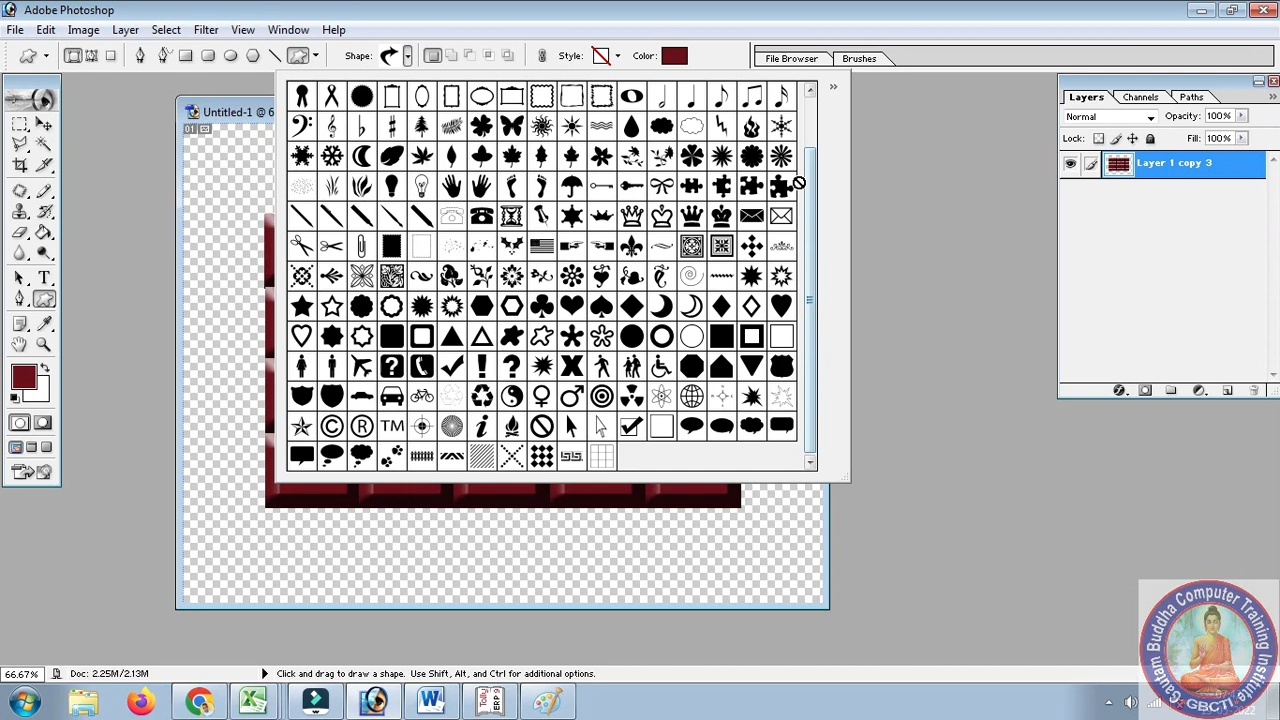 Adobe Photoshop
File Edit Image Layer Select Filter View Window Help
Shape: Style: Color: File Browser Brushes
Untitled-1 @ 6
01
TM
Layers Channels Paths
Normal Opacity: 100%
Lock: Fill: 100%
Layer 1 copy 3
66.67% Doc: 2.25M/2.13M Click and drag to draw a shape. Use Shift, Alt, and Ctrl for additional options.
Gautam Buddha Computer Training Institute
GBCTI